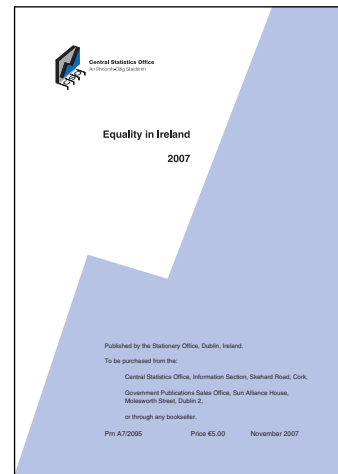 Central Statistics Office
An Phríomh-Oifig Staidrimh
Equality in Ireland
2007
Published by the Stationery Office, Dublin, Ireland.
To be purchased from the:
Central Statistics Office, Information Section, Skehard Road, Cork,
Government Publications Sales Office, Sun Alliance House,
Molesworth Street, Dublin 2,
or through any bookseller.
Prn A7/2095 Price €5.00 November 2007